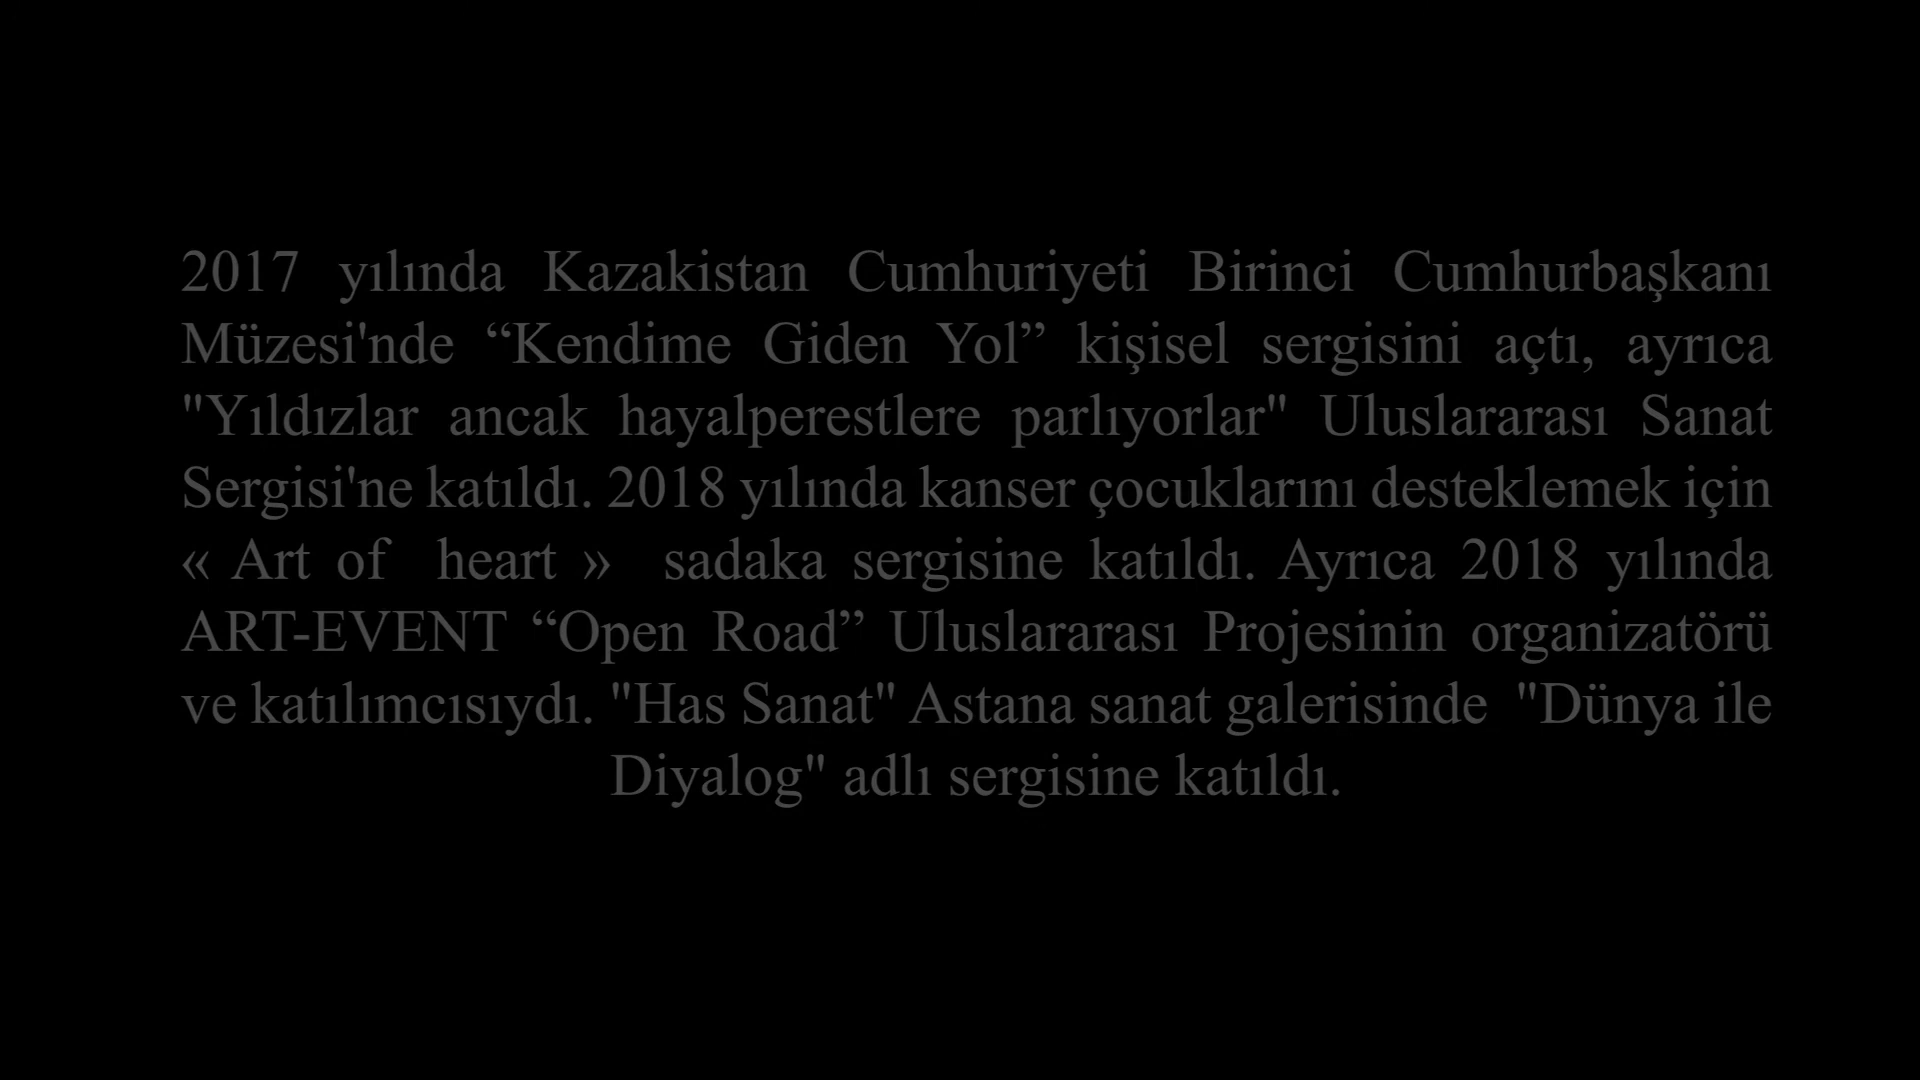 2017 yılında Kazakistan Cumhuriyeti Birinci Cumhurbaşkanı
Müzesi'nde “Kendime Giden Yol” kişisel sergisini açtı, ayrıca
"Yıldızlar ancak hayalperestlere parlıyorlar" Uluslararası Sanat
Sergisi'ne katıldı. 2018 yılında kanser çocuklarını desteklemek için
« Art of heart » sadaka sergisine katıldı. Ayrıca 2018 yılında
ART-EVENT “Open Road” Uluslararası Projesinin organizatörü
ve katılımcısıydı. "Has Sanat" Astana sanat galerisinde "Dünya ile
Diyalog" adlı sergisine katıldı.